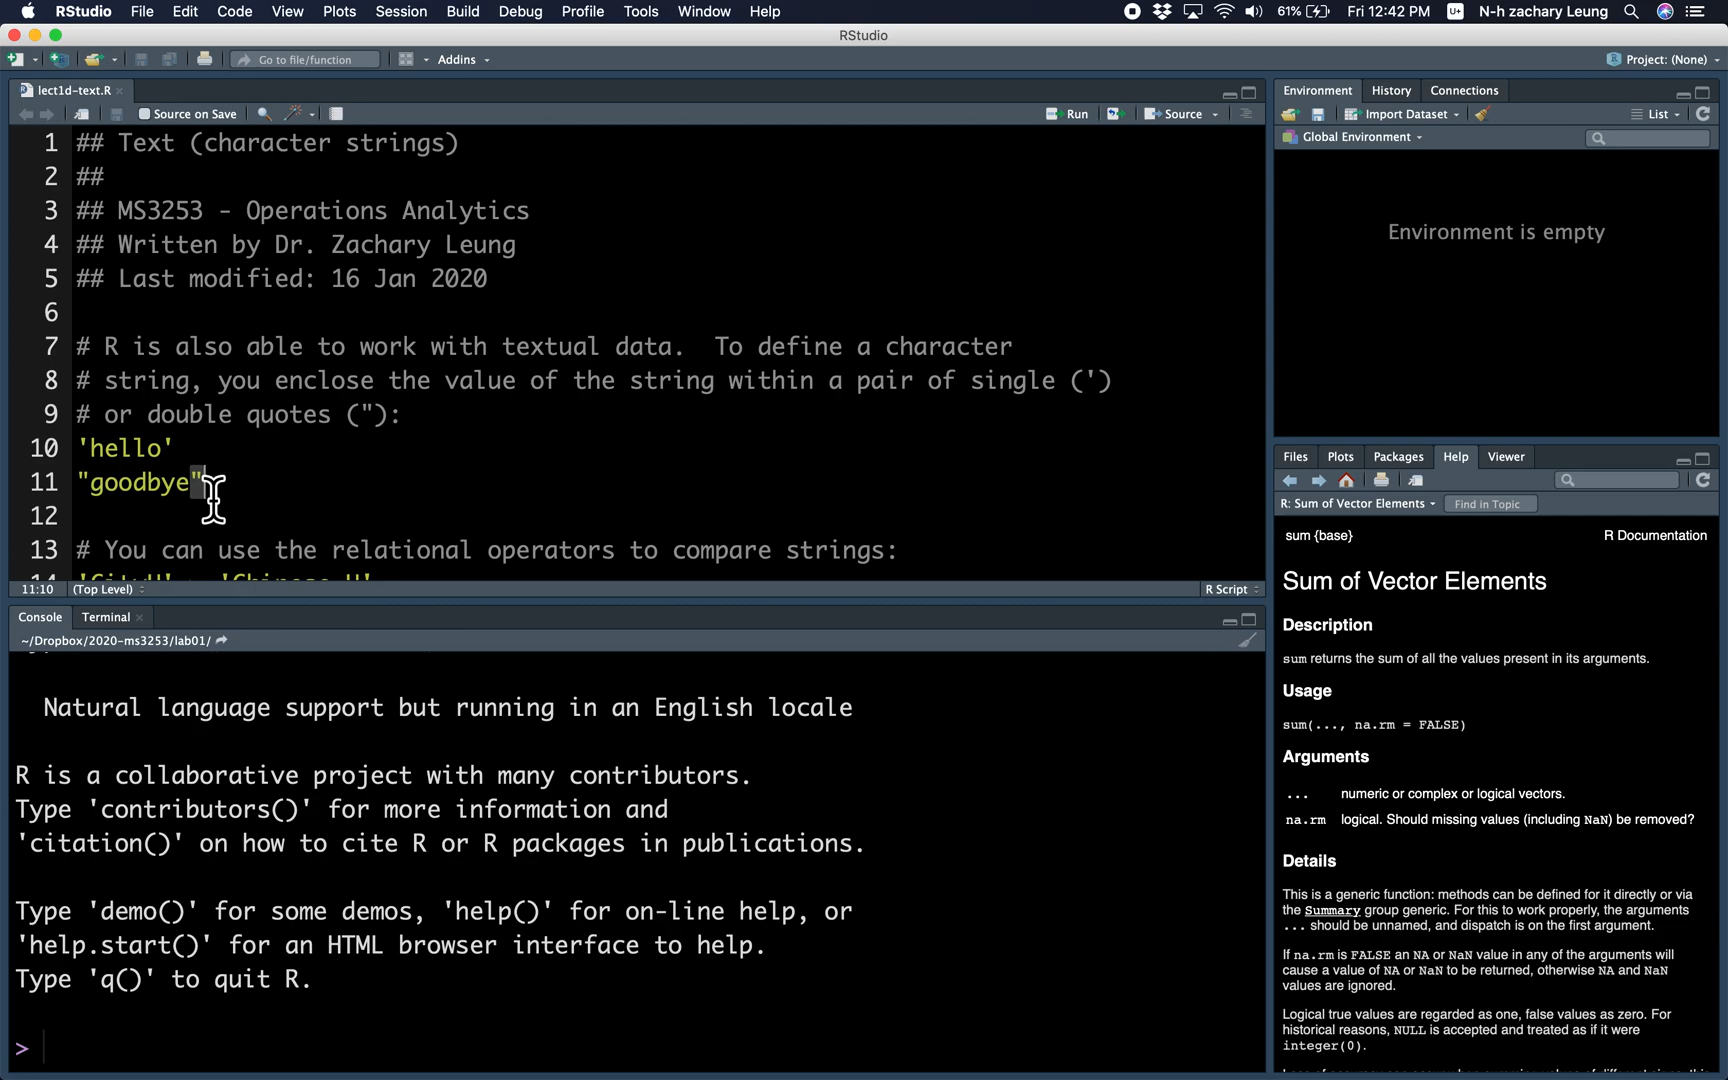 RStudio File Edit Code View Plots Session Build Debug Profile Tools Window Help 61% Fri 12:42 PM U+ N-h zachary Leung
RStudio
Go to file/function Addins Project: (None)
lect1d-text.R
Source on Save Run Source
1 ## Text (character strings)
2 ##
3 ## MS3253 - Operations Analytics
4 ## Written by Dr. Zachary Leung
5 ## Last modified: 16 Jan 2020
6
7 # R is also able to work with textual data.  To define a character
8 # string, you enclose the value of the string within a pair of single (')
9 # or double quotes ("):
10 'hello'
11 "goodbye"
12
13 # You can use the relational operators to compare strings:
11:10 (Top Level) R Script
Console Terminal
~/Dropbox/2020-ms3253/lab01/
Natural language support but running in an English locale
R is a collaborative project with many contributors.
Type 'contributors()' for more information and
'citation()' on how to cite R or R packages in publications.
Type 'demo()' for some demos, 'help()' for on-line help, or
'help.start()' for an HTML browser interface to help.
Type 'q()' to quit R.
>
Environment History Connections
Import Dataset List
Global Environment
Environment is empty
Files Plots Packages Help Viewer
R: Sum of Vector Elements Find in Topic
sum {base} R Documentation
Sum of Vector Elements
Description
sum returns the sum of all the values present in its arguments.
Usage
sum(..., na.rm = FALSE)
Arguments
... numeric or complex or logical vectors.
na.rm logical. Should missing values (including NaN) be removed?
Details
This is a generic function: methods can be defined for it directly or via
the Summary group generic. For this to work properly, the arguments
... should be unnamed, and dispatch is on the first argument.
If na.rm is FALSE an NA or NaN value in any of the arguments will
cause a value of NA or NaN to be returned, otherwise NA and NaN
values are ignored.
Logical true values are regarded as one, false values as zero. For
historical reasons, NULL is accepted and treated as if it were
integer(0).